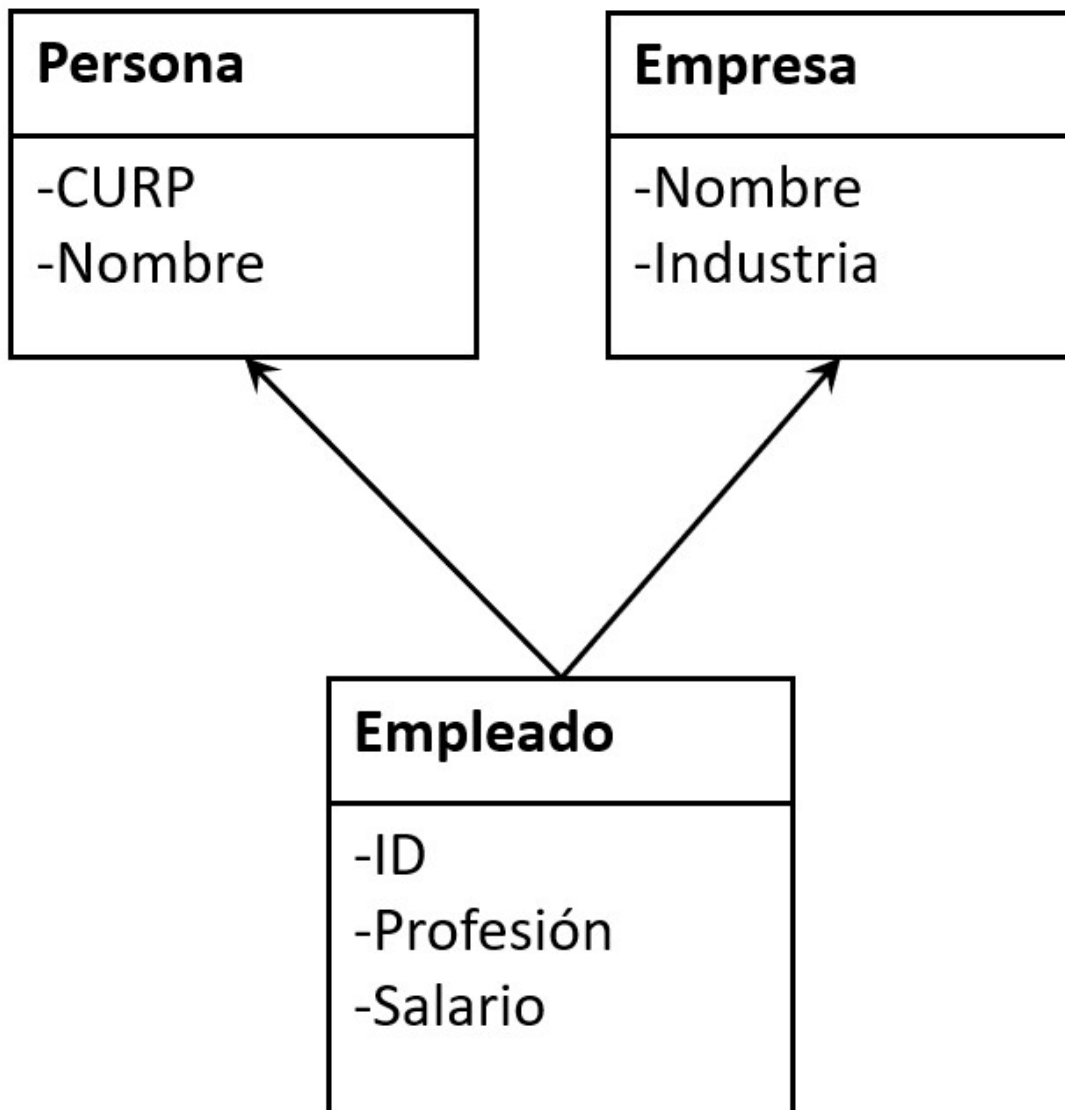 Persona
-CURP
-Nombre
Empresa
-Nombre
-Industria
Empleado
-ID
-Profesión
-Salario